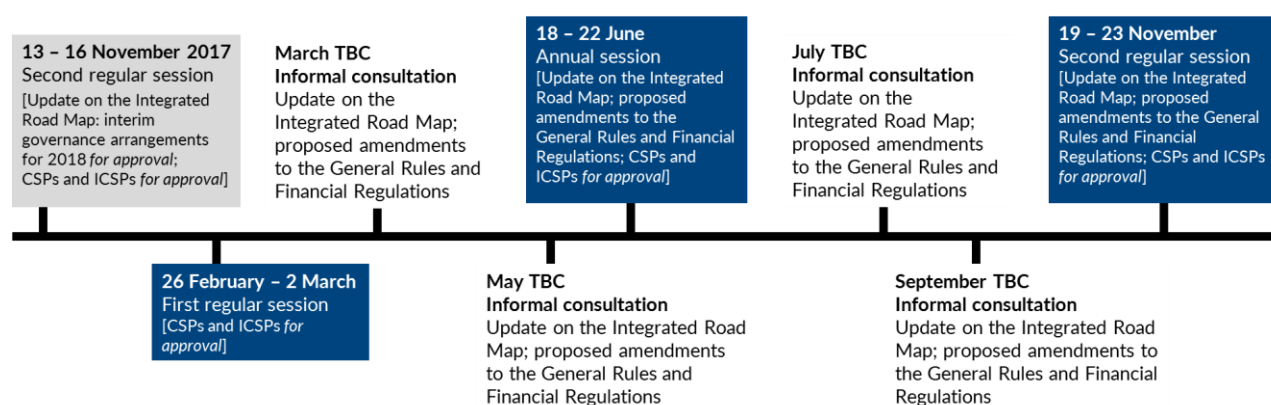 13 – 16 November 2017
Second regular session
[Update on the Integrated
Road Map: interim
governance arrangements
for 2018 for approval;
CSPs and ICSPs for approval]
26 February – 2 March
First regular session
[CSPs and ICSPs for
approval]
March TBC
Informal consultation
Update on the
Integrated Road Map;
proposed amendments
to the General Rules and
Financial Regulations
May TBC
Informal consultation
Update on the Integrated Road
Map; proposed amendments
to the General Rules and
Financial Regulations
18 – 22 June
Annual session
[Update on the Integrated
Road Map; proposed
amendments to the
General Rules and Financial
Regulations; CSPs and
ICSPs for approval]
July TBC
Informal consultation
Update on the
Integrated Road Map;
proposed amendments
to the General Rules and
Financial Regulations
September TBC
Informal consultation
Update on the Integrated Road
Map; proposed amendments to
the General Rules and Financial
Regulations
19 – 23 November
Second regular session
[Update on the Integrated
Road Map; proposed
amendments to the General
Rules and Financial
Regulations; CSPs and ICSPs
for approval]